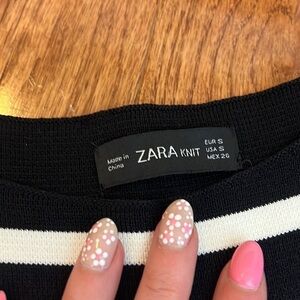 Made in
China
ZARA KNIT
EUR S
USA S
MEX 26